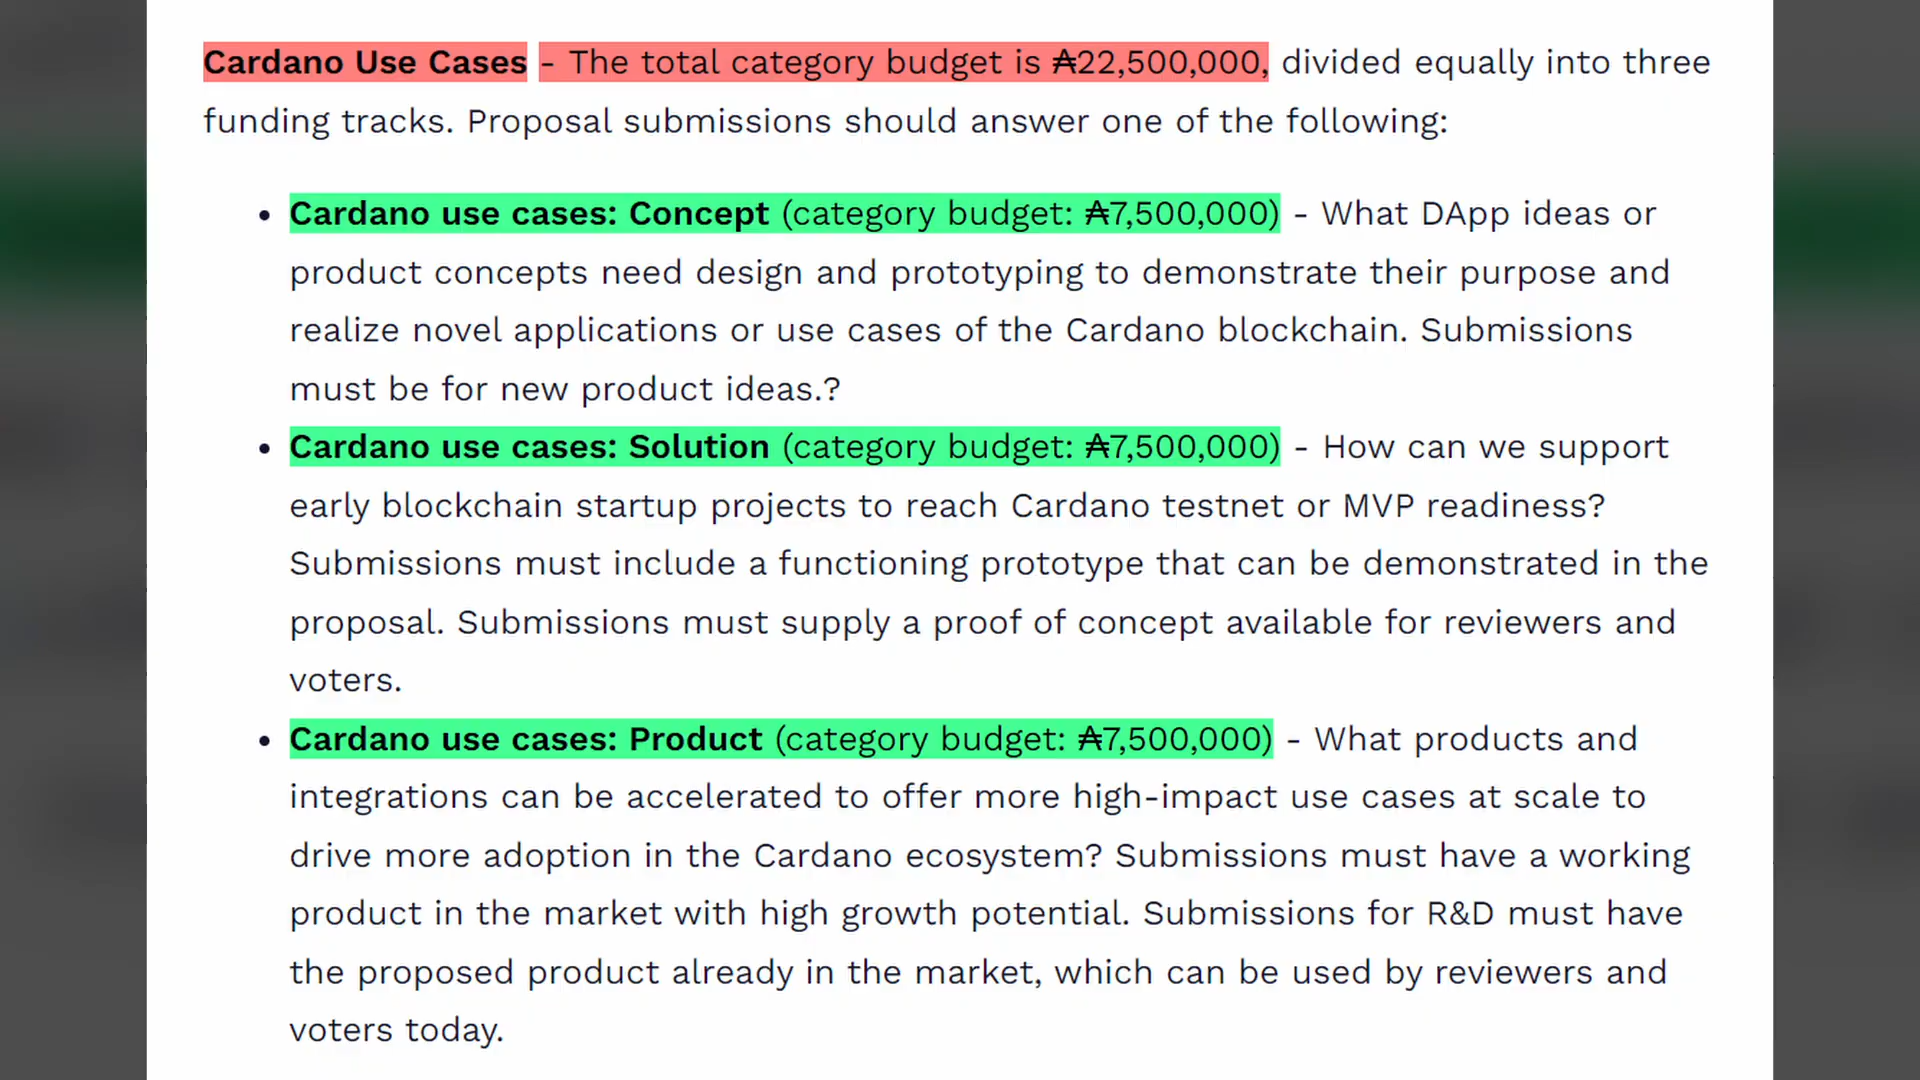 Cardano Use Cases - The total category budget is ₳22,500,000, divided equally into three
funding tracks. Proposal submissions should answer one of the following:
• Cardano use cases: Concept (category budget: ₳7,500,000) - What DApp ideas or
product concepts need design and prototyping to demonstrate their purpose and
realize novel applications or use cases of the Cardano blockchain. Submissions
must be for new product ideas.?
• Cardano use cases: Solution (category budget: ₳7,500,000) - How can we support
early blockchain startup projects to reach Cardano testnet or MVP readiness?
Submissions must include a functioning prototype that can be demonstrated in the
proposal. Submissions must supply a proof of concept available for reviewers and
voters.
• Cardano use cases: Product (category budget: ₳7,500,000) - What products and
integrations can be accelerated to offer more high-impact use cases at scale to
drive more adoption in the Cardano ecosystem? Submissions must have a working
product in the market with high growth potential. Submissions for R&D must have
the proposed product already in the market, which can be used by reviewers and
voters today.